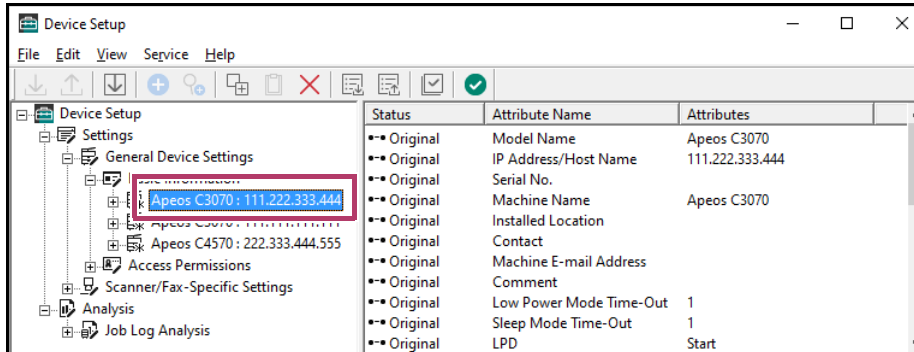 Device Setup
File Edit View Service Help
Device Setup
Settings
General Device Settings
Apeos C3070 : 111.222.333.444
Apeos C4570 : 222.333.444.555
Access Permissions
Scanner/Fax-Specific Settings
Analysis
Job Log Analysis
Status Attribute Name Attributes
Original Model Name Apeos C3070
Original IP Address/Host Name 111.222.333.444
Original Serial No.
Original Machine Name Apeos C3070
Original Installed Location
Original Contact
Original Machine E-mail Address
Original Comment
Original Low Power Mode Time-Out 1
Original Sleep Mode Time-Out 1
Original LPD Start